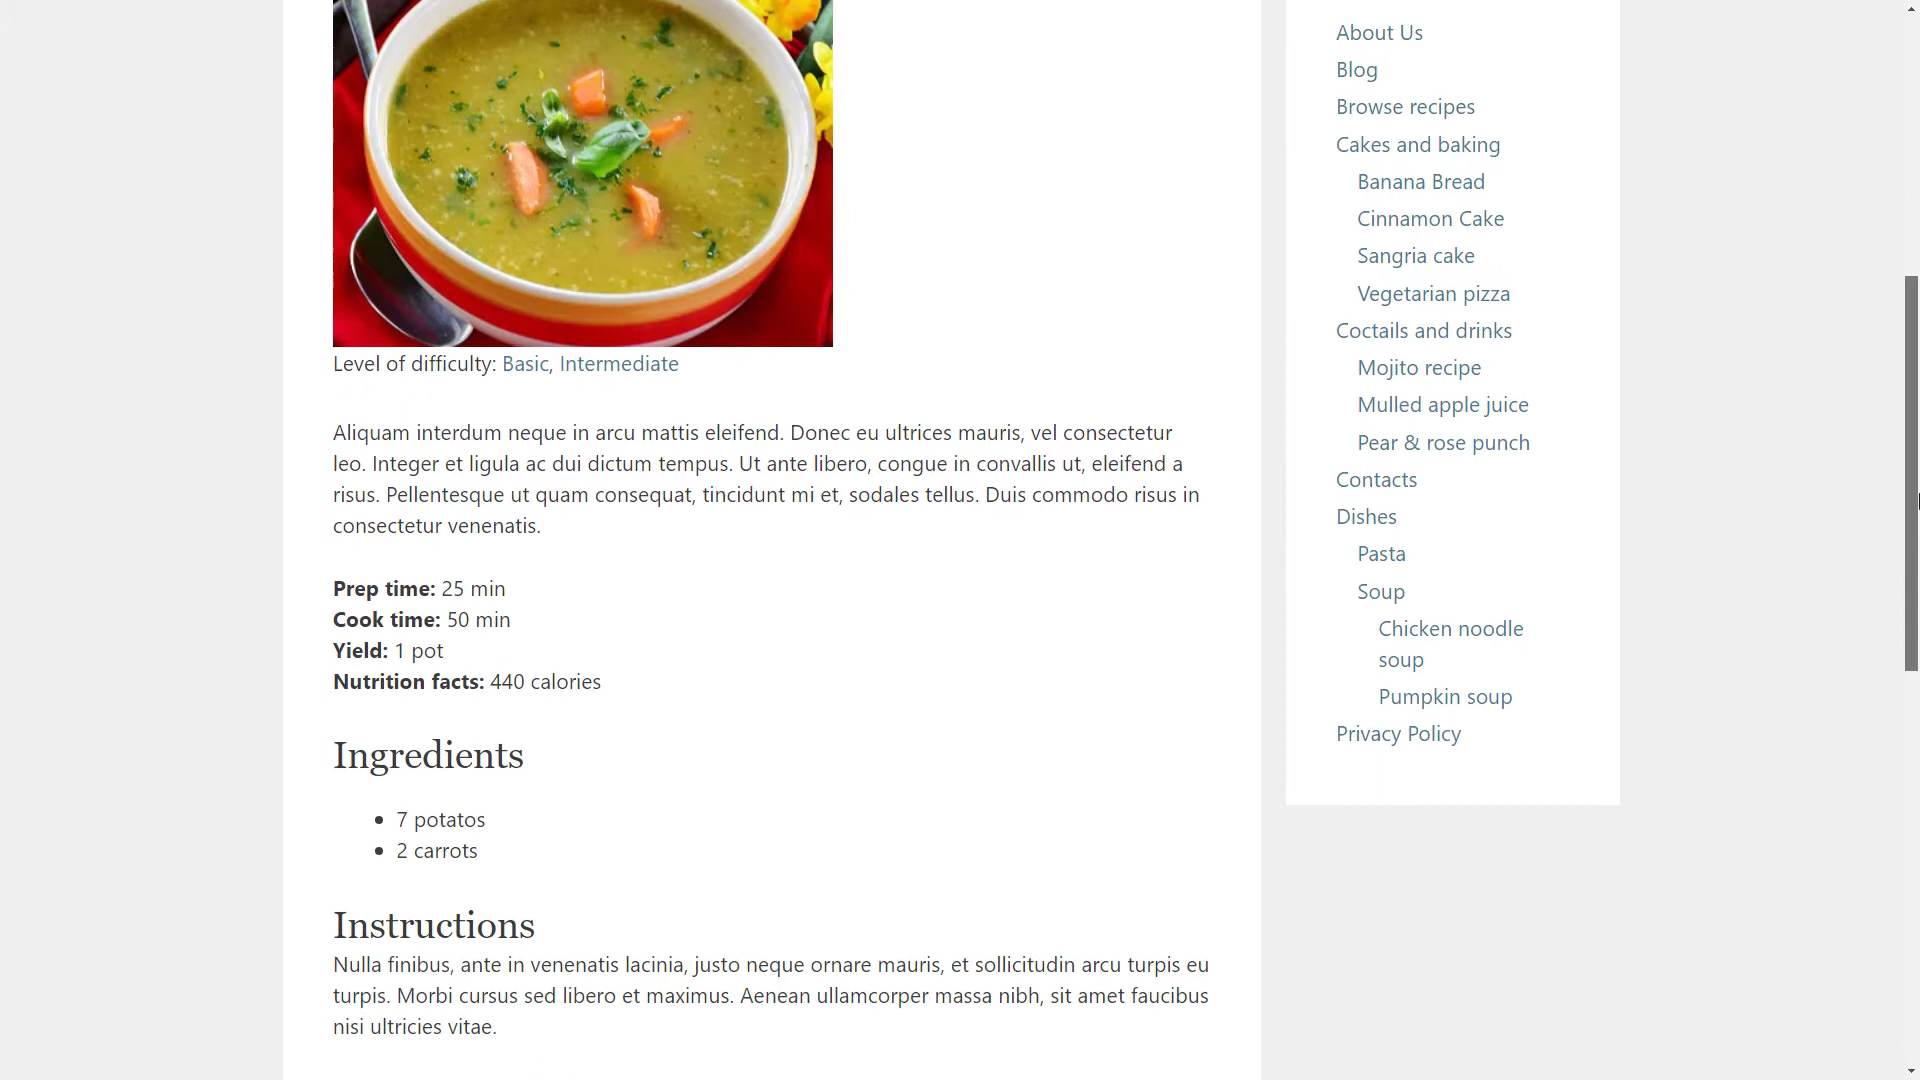 Level of difficulty: Basic, Intermediate
Aliquam interdum neque in arcu mattis eleifend. Donec eu ultrices mauris, vel consectetur
leo. Integer et ligula ac dui dictum tempus. Ut ante libero, congue in convallis ut, eleifend a
risus. Pellentesque ut quam consequat, tincidunt mi et, sodales tellus. Duis commodo risus in
consectetur venenatis.
Prep time: 25 min
Cook time: 50 min
Yield: 1 pot
Nutrition facts: 440 calories
Ingredients
• 7 potatos
• 2 carrots
Instructions
Nulla finibus, ante in venenatis lacinia, justo neque ornare mauris, et sollicitudin arcu turpis eu
turpis. Morbi cursus sed libero et maximus. Aenean ullamcorper massa nibh, sit amet faucibus
nisi ultricies vitae.
About Us
Blog
Browse recipes
Cakes and baking
Banana Bread
Cinnamon Cake
Sangria cake
Vegetarian pizza
Coctails and drinks
Mojito recipe
Mulled apple juice
Pear & rose punch
Contacts
Dishes
Pasta
Soup
Chicken noodle
soup
Pumpkin soup
Privacy Policy